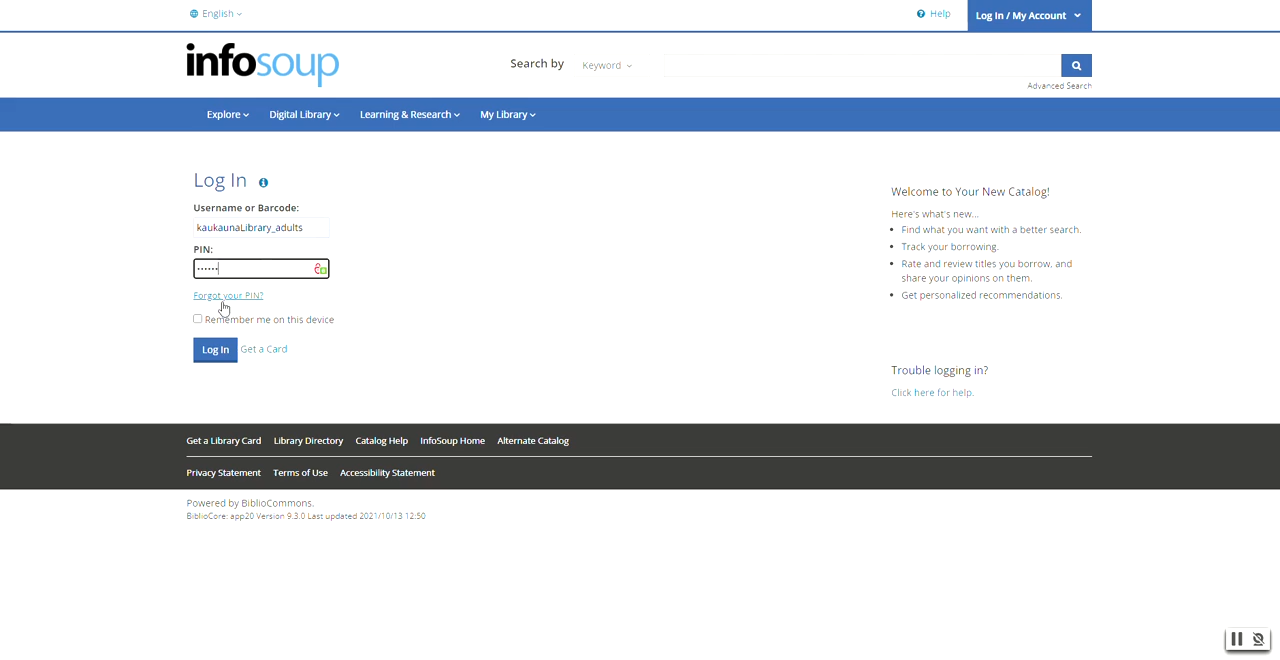 English
Help
Log In / My Account
infosoup
Search by
Keyword
Advanced Search
Explore
Digital Library
Learning & Research
My Library
Log In
Username or Barcode:
kaukaunaLibrary_adults
PIN:
••••••
Forgot your PIN?
Remember me on this device
Log In
Get a Card
Welcome to Your New Catalog!
Here's what's new...
Find what you want with a better search.
Track your borrowing.
Rate and review titles you borrow, and
share your opinions on them.
Get personalized recommendations.
Trouble logging in?
Click here for help.
Get a Library Card
Library Directory
Catalog Help
InfoSoup Home
Alternate Catalog
Privacy Statement
Terms of Use
Accessibility Statement
Powered by BiblioCommons.
BiblioCore: app20 Version 9.3.0 Last updated 2021/10/13 12:50